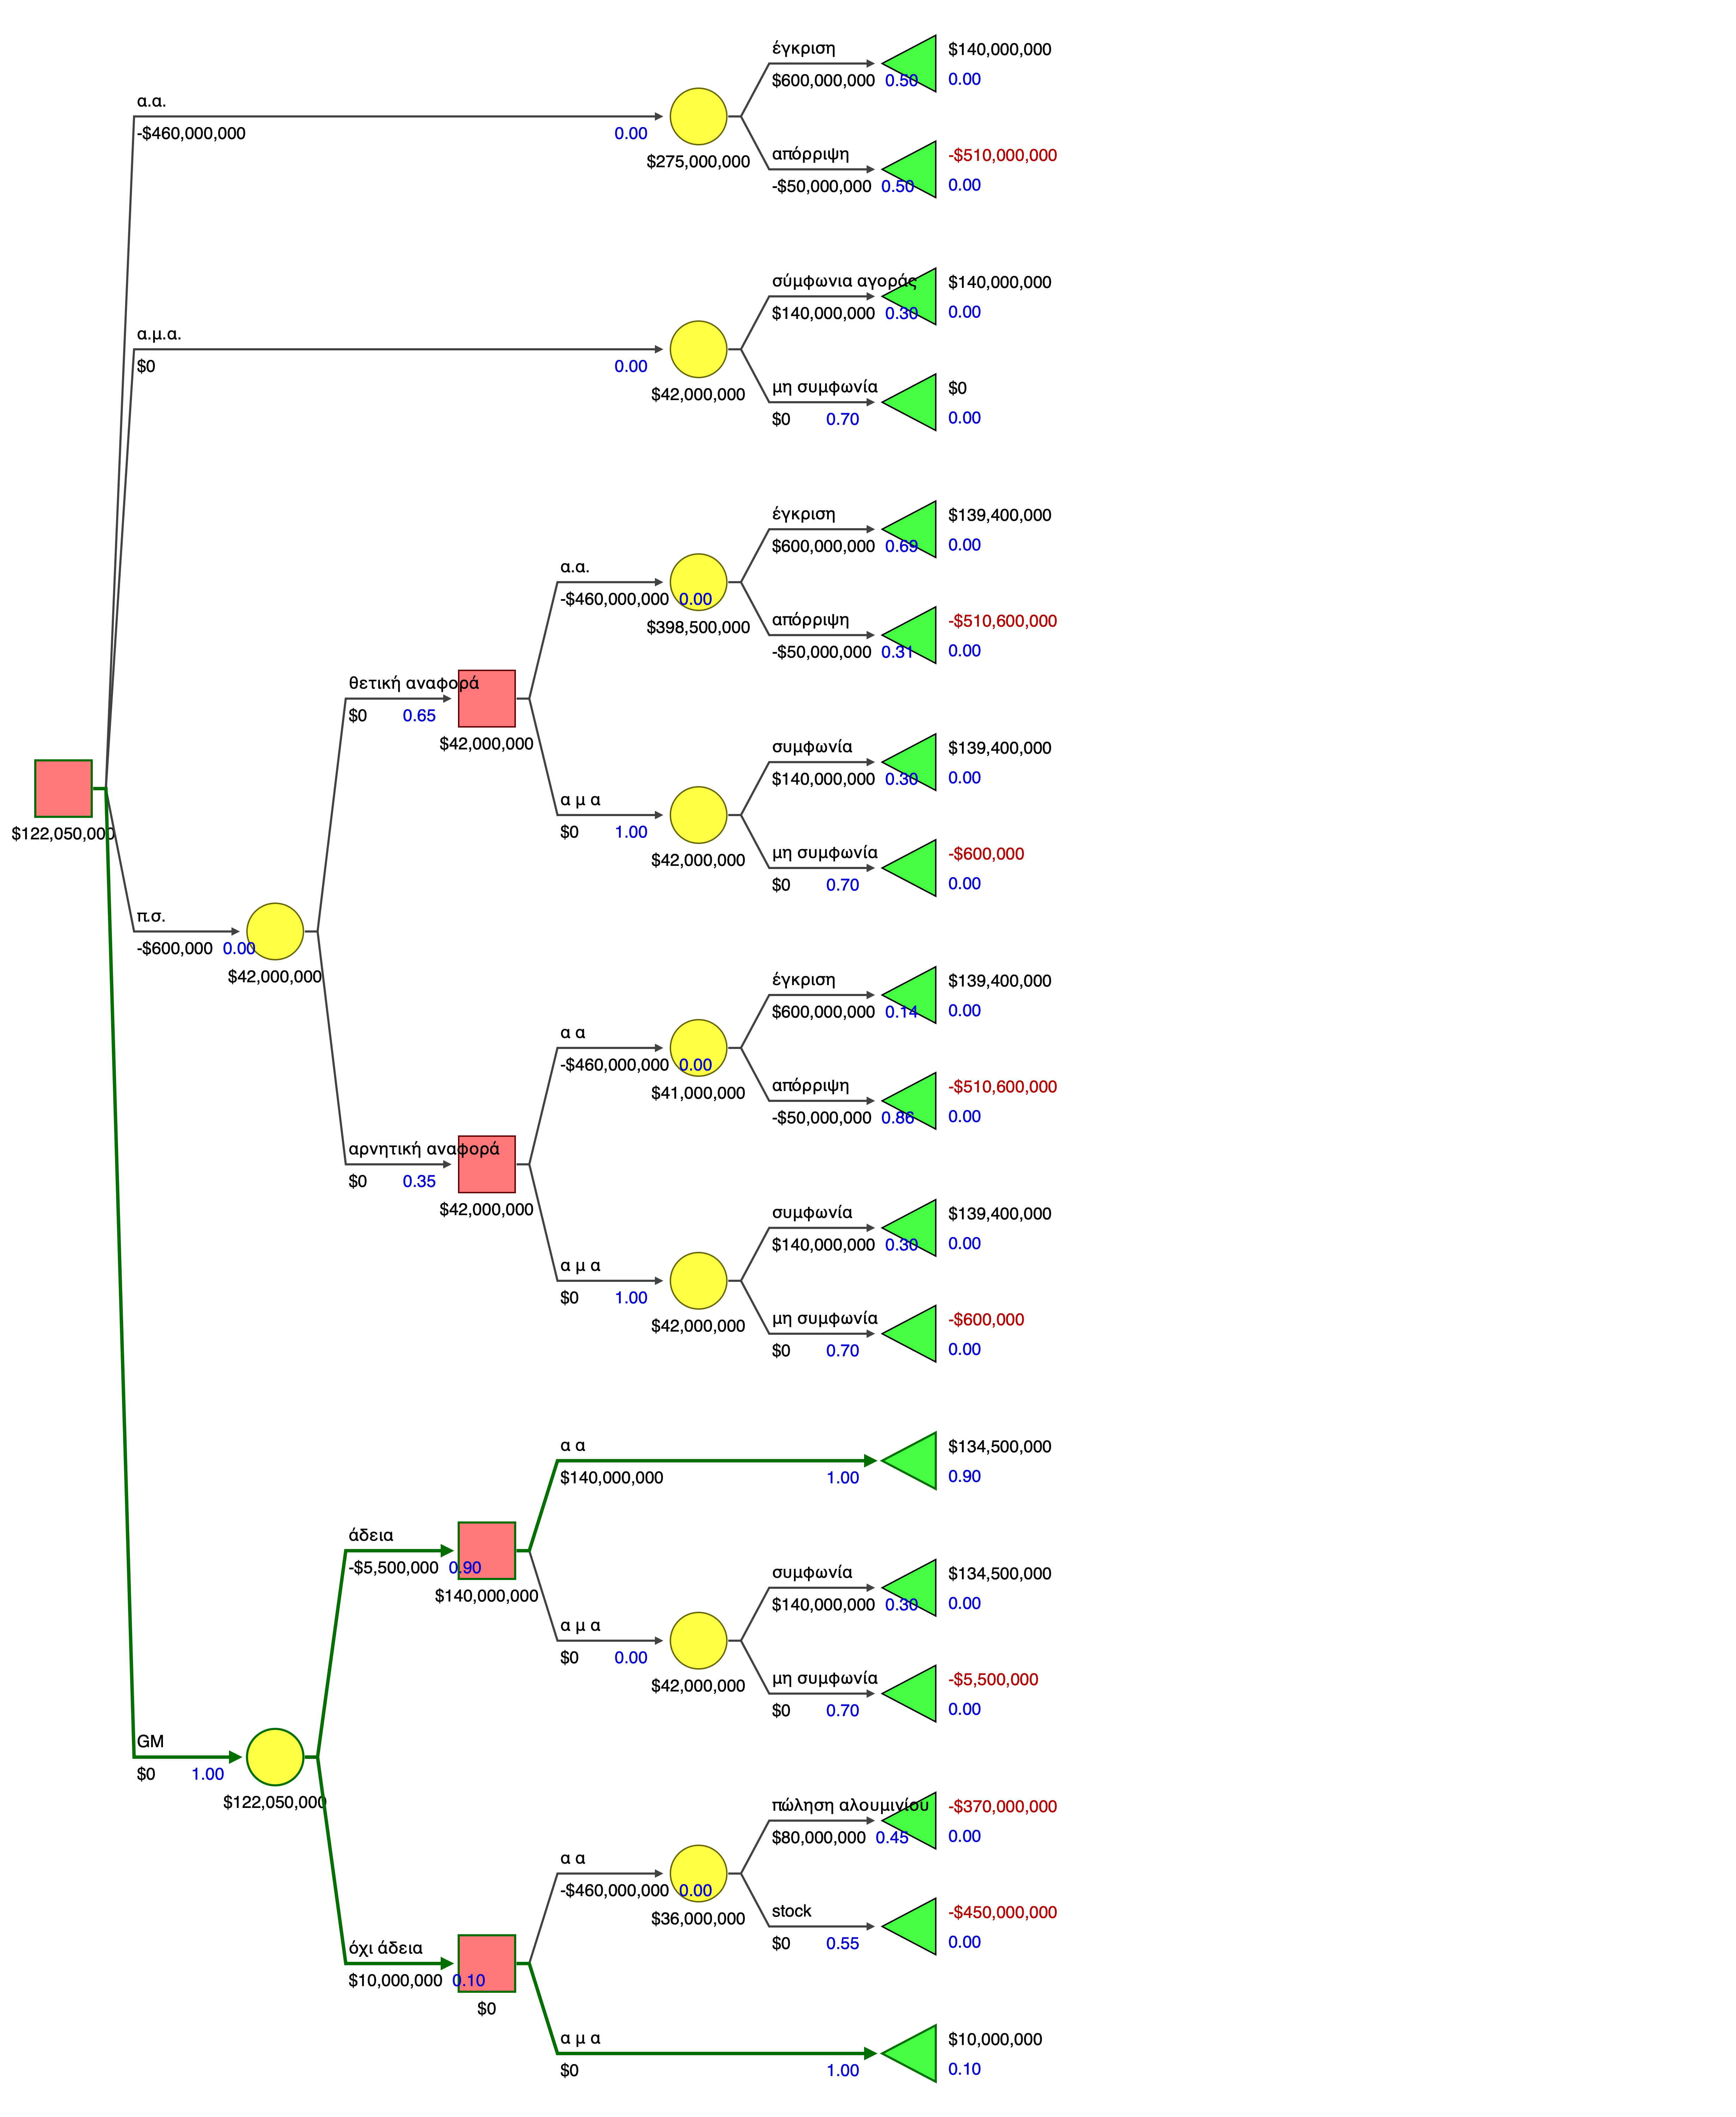 έγκριση
$140,000,000
$600,000,000 0.50
0.00
α.α.
-$460,000,000 0.00
$275,000,000
απόρριψη
-$510,000,000
-$50,000,000 0.50
0.00
σύμφωνια αγοράς
$140,000,000
$140,000,000 0.30
0.00
α.μ.α.
$0 0.00
$42,000,000
μη συμφωνία
$0
$0 0.70
0.00
έγκριση
$139,400,000
$600,000,000 0.69
0.00
α.α.
-$460,000,000 0.00
$398,500,000
απόρριψη
-$510,600,000
-$50,000,000 0.31
0.00
θετική αναφορά
$0 0.65
$42,000,000
συμφωνία
$139,400,000
$140,000,000 0.30
0.00
α μ α
$0 1.00
$42,000,000
μη συμφωνία
-$600,000
$0 0.70
0.00
$122,050,000
π.σ.
-$600,000 0.00
$42,000,000
έγκριση
$139,400,000
$600,000,000 0.14
0.00
α α
-$460,000,000 0.00
$41,000,000
απόρριψη
-$510,600,000
-$50,000,000 0.86
0.00
αρνητική αναφορά
$0 0.35
$42,000,000
συμφωνία
$139,400,000
$140,000,000 0.30
0.00
α μ α
$0 1.00
$42,000,000
μη συμφωνία
-$600,000
$0 0.70
0.00
α α
$134,500,000
$140,000,000 1.00
0.90
άδεια
-$5,500,000 0.90
$140,000,000
συμφωνία
$134,500,000
$140,000,000 0.30
0.00
α μ α
$0 0.00
$42,000,000
μη συμφωνία
-$5,500,000
$0 0.70
0.00
GM
$0 1.00
$122,050,000
πώληση αλουμινίου
-$370,000,000
$80,000,000 0.45
0.00
α α
-$460,000,000 0.00
$36,000,000
stock
-$450,000,000
$0 0.55
0.00
όχι άδεια
$10,000,000 0.10
$0
α μ α
$10,000,000
$0 1.00
0.10